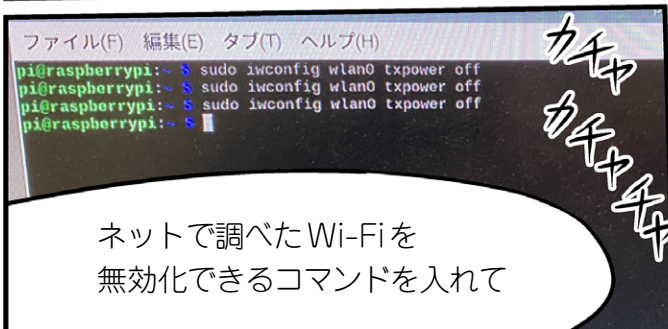 ファイル(F) 編集(E) タブ(T) ヘルプ(H)
pi@raspberrypi:~ $ sudo iwconfig wlan0 txpower off
pi@raspberrypi:~ $ sudo iwconfig wlan0 txpower off
pi@raspberrypi:~ $ sudo iwconfig wlan0 txpower off
pi@raspberrypi:~ $
カチャ
カチャチャ
ネットで調べたWi-Fiを
無効化できるコマンドを入れて